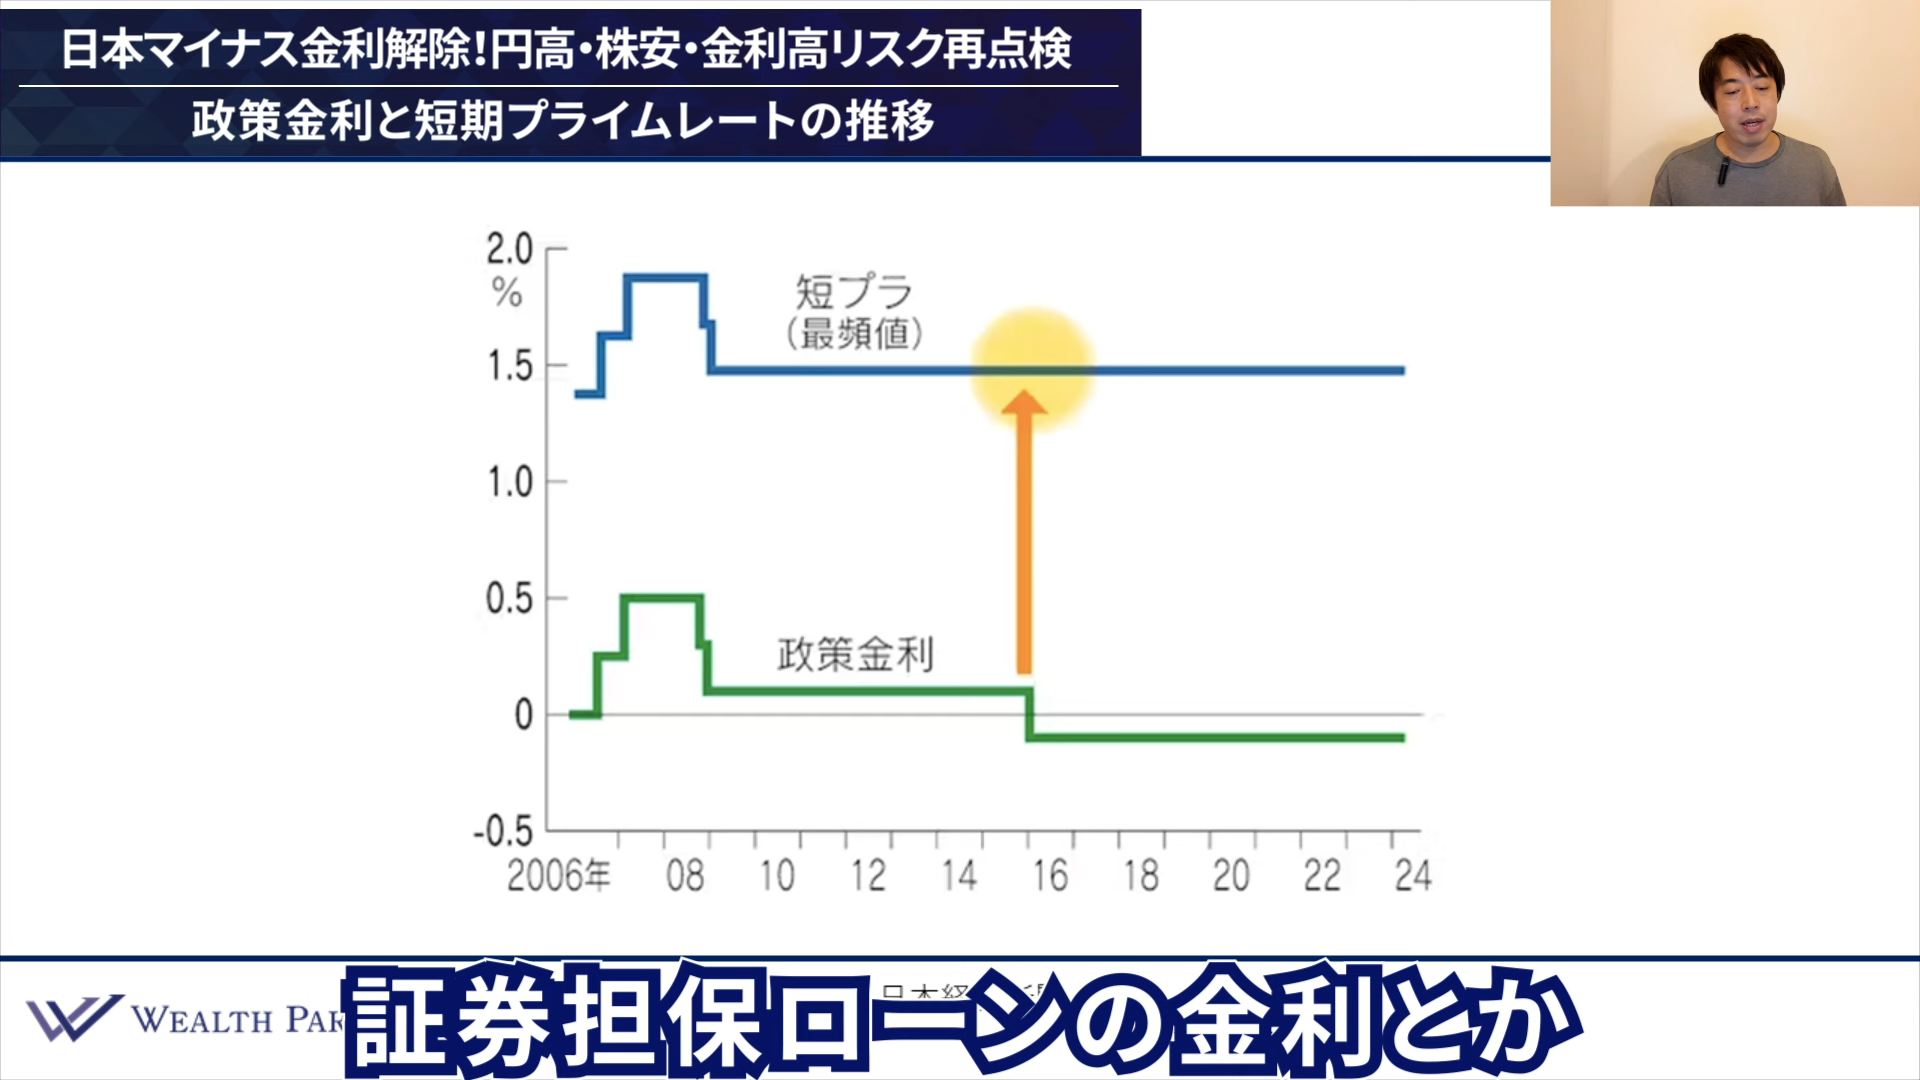 日本マイナス金利解除!円高・株安・金利高リスク再点検
政策金利と短期プライムレートの推移
2.0
%
短プラ
(最頻値)
1.5
1.0
0.5
政策金利
0
-0.5
2006年 08 10 12 14 16 18 20 22 24
WEALTH PAR
証券担保ローンの金利とか